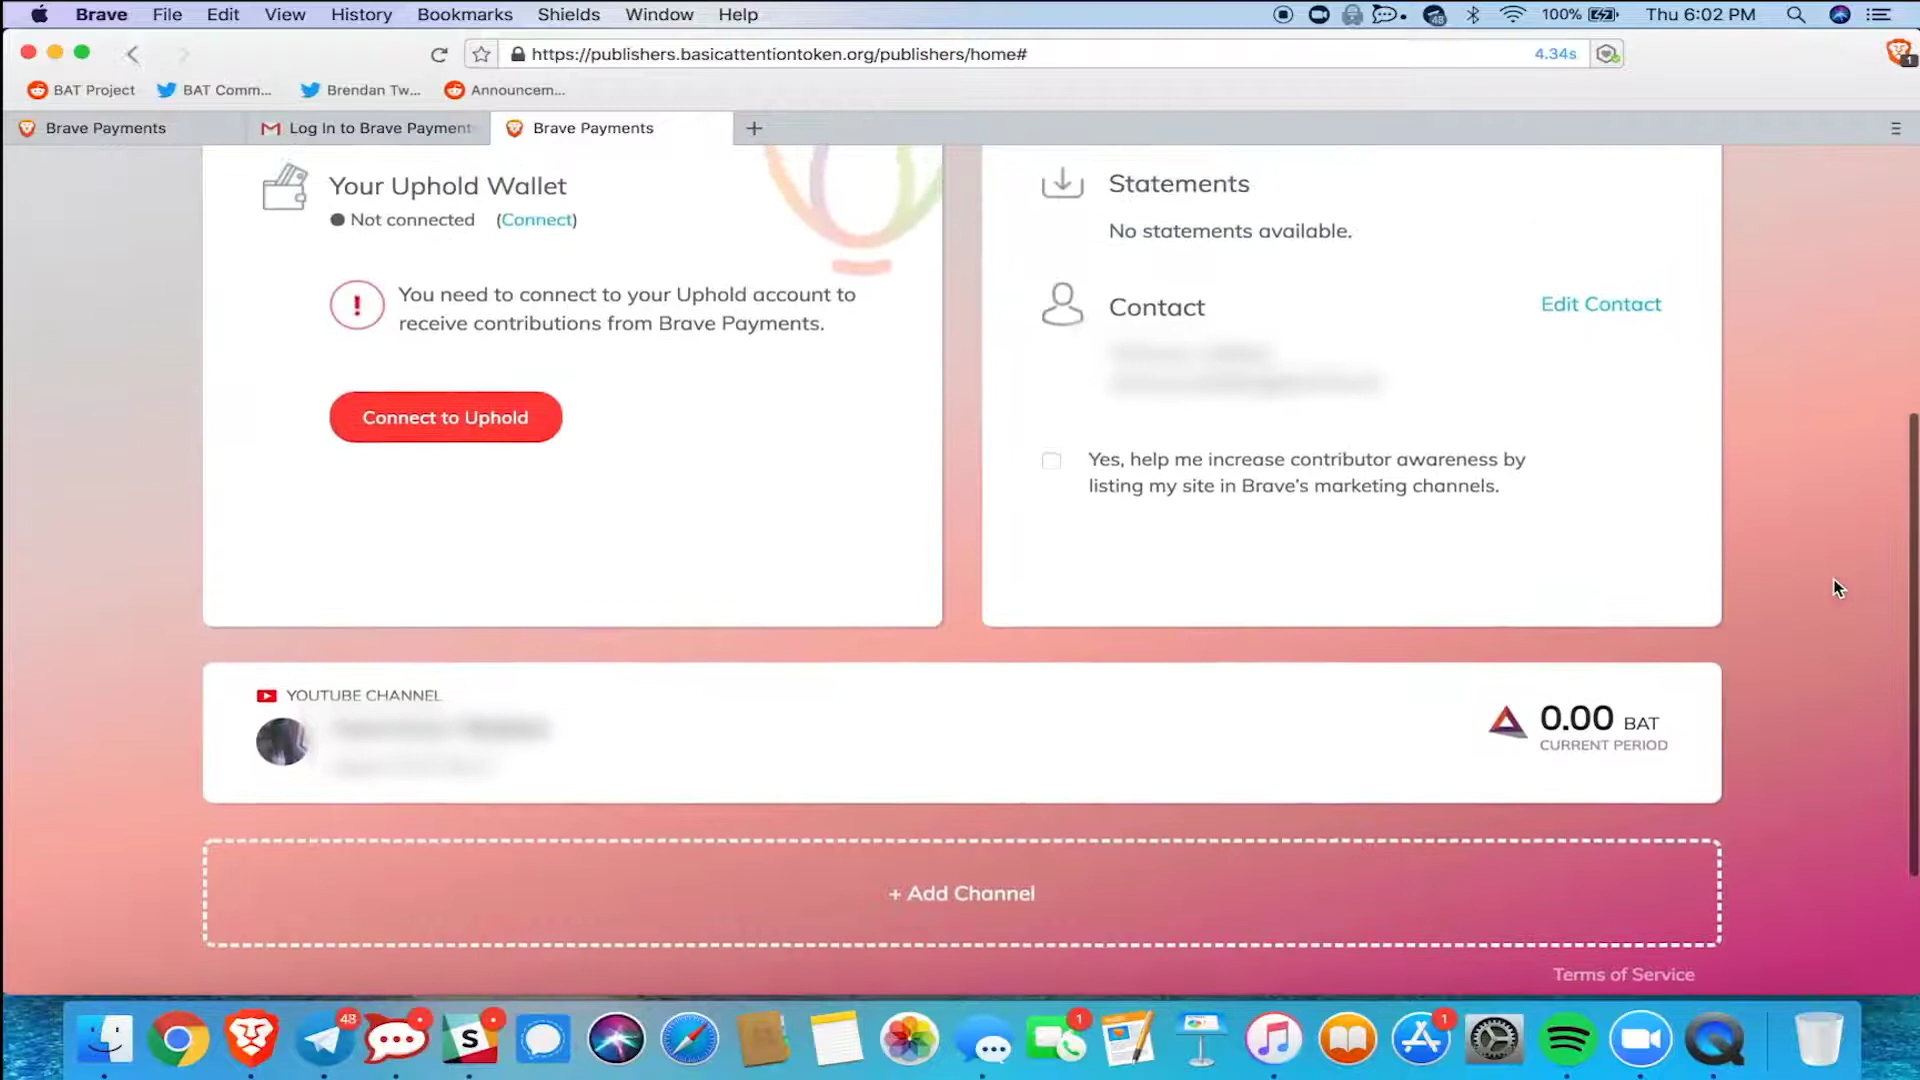 Brave File Edit View History Bookmarks Shields Window Help 100% Thu 6:02 PM
https://publishers.basicattentiontoken.org/publishers/home# 4.34s
1
BAT Project BAT Comm... Brendan Tw... Announcem...
Brave Payments Log In to Brave Payment Brave Payments +
Your Uphold Wallet
Not connected (Connect)
! You need to connect to your Uphold account to
receive contributions from Brave Payments.
Connect to Uphold
Statements
No statements available.
Contact Edit Contact
Yes, help me increase contributor awareness by
listing my site in Brave's marketing channels.
YOUTUBE CHANNEL
0.00 BAT
CURRENT PERIOD
+ Add Channel
Terms of Service
48 S 1 1